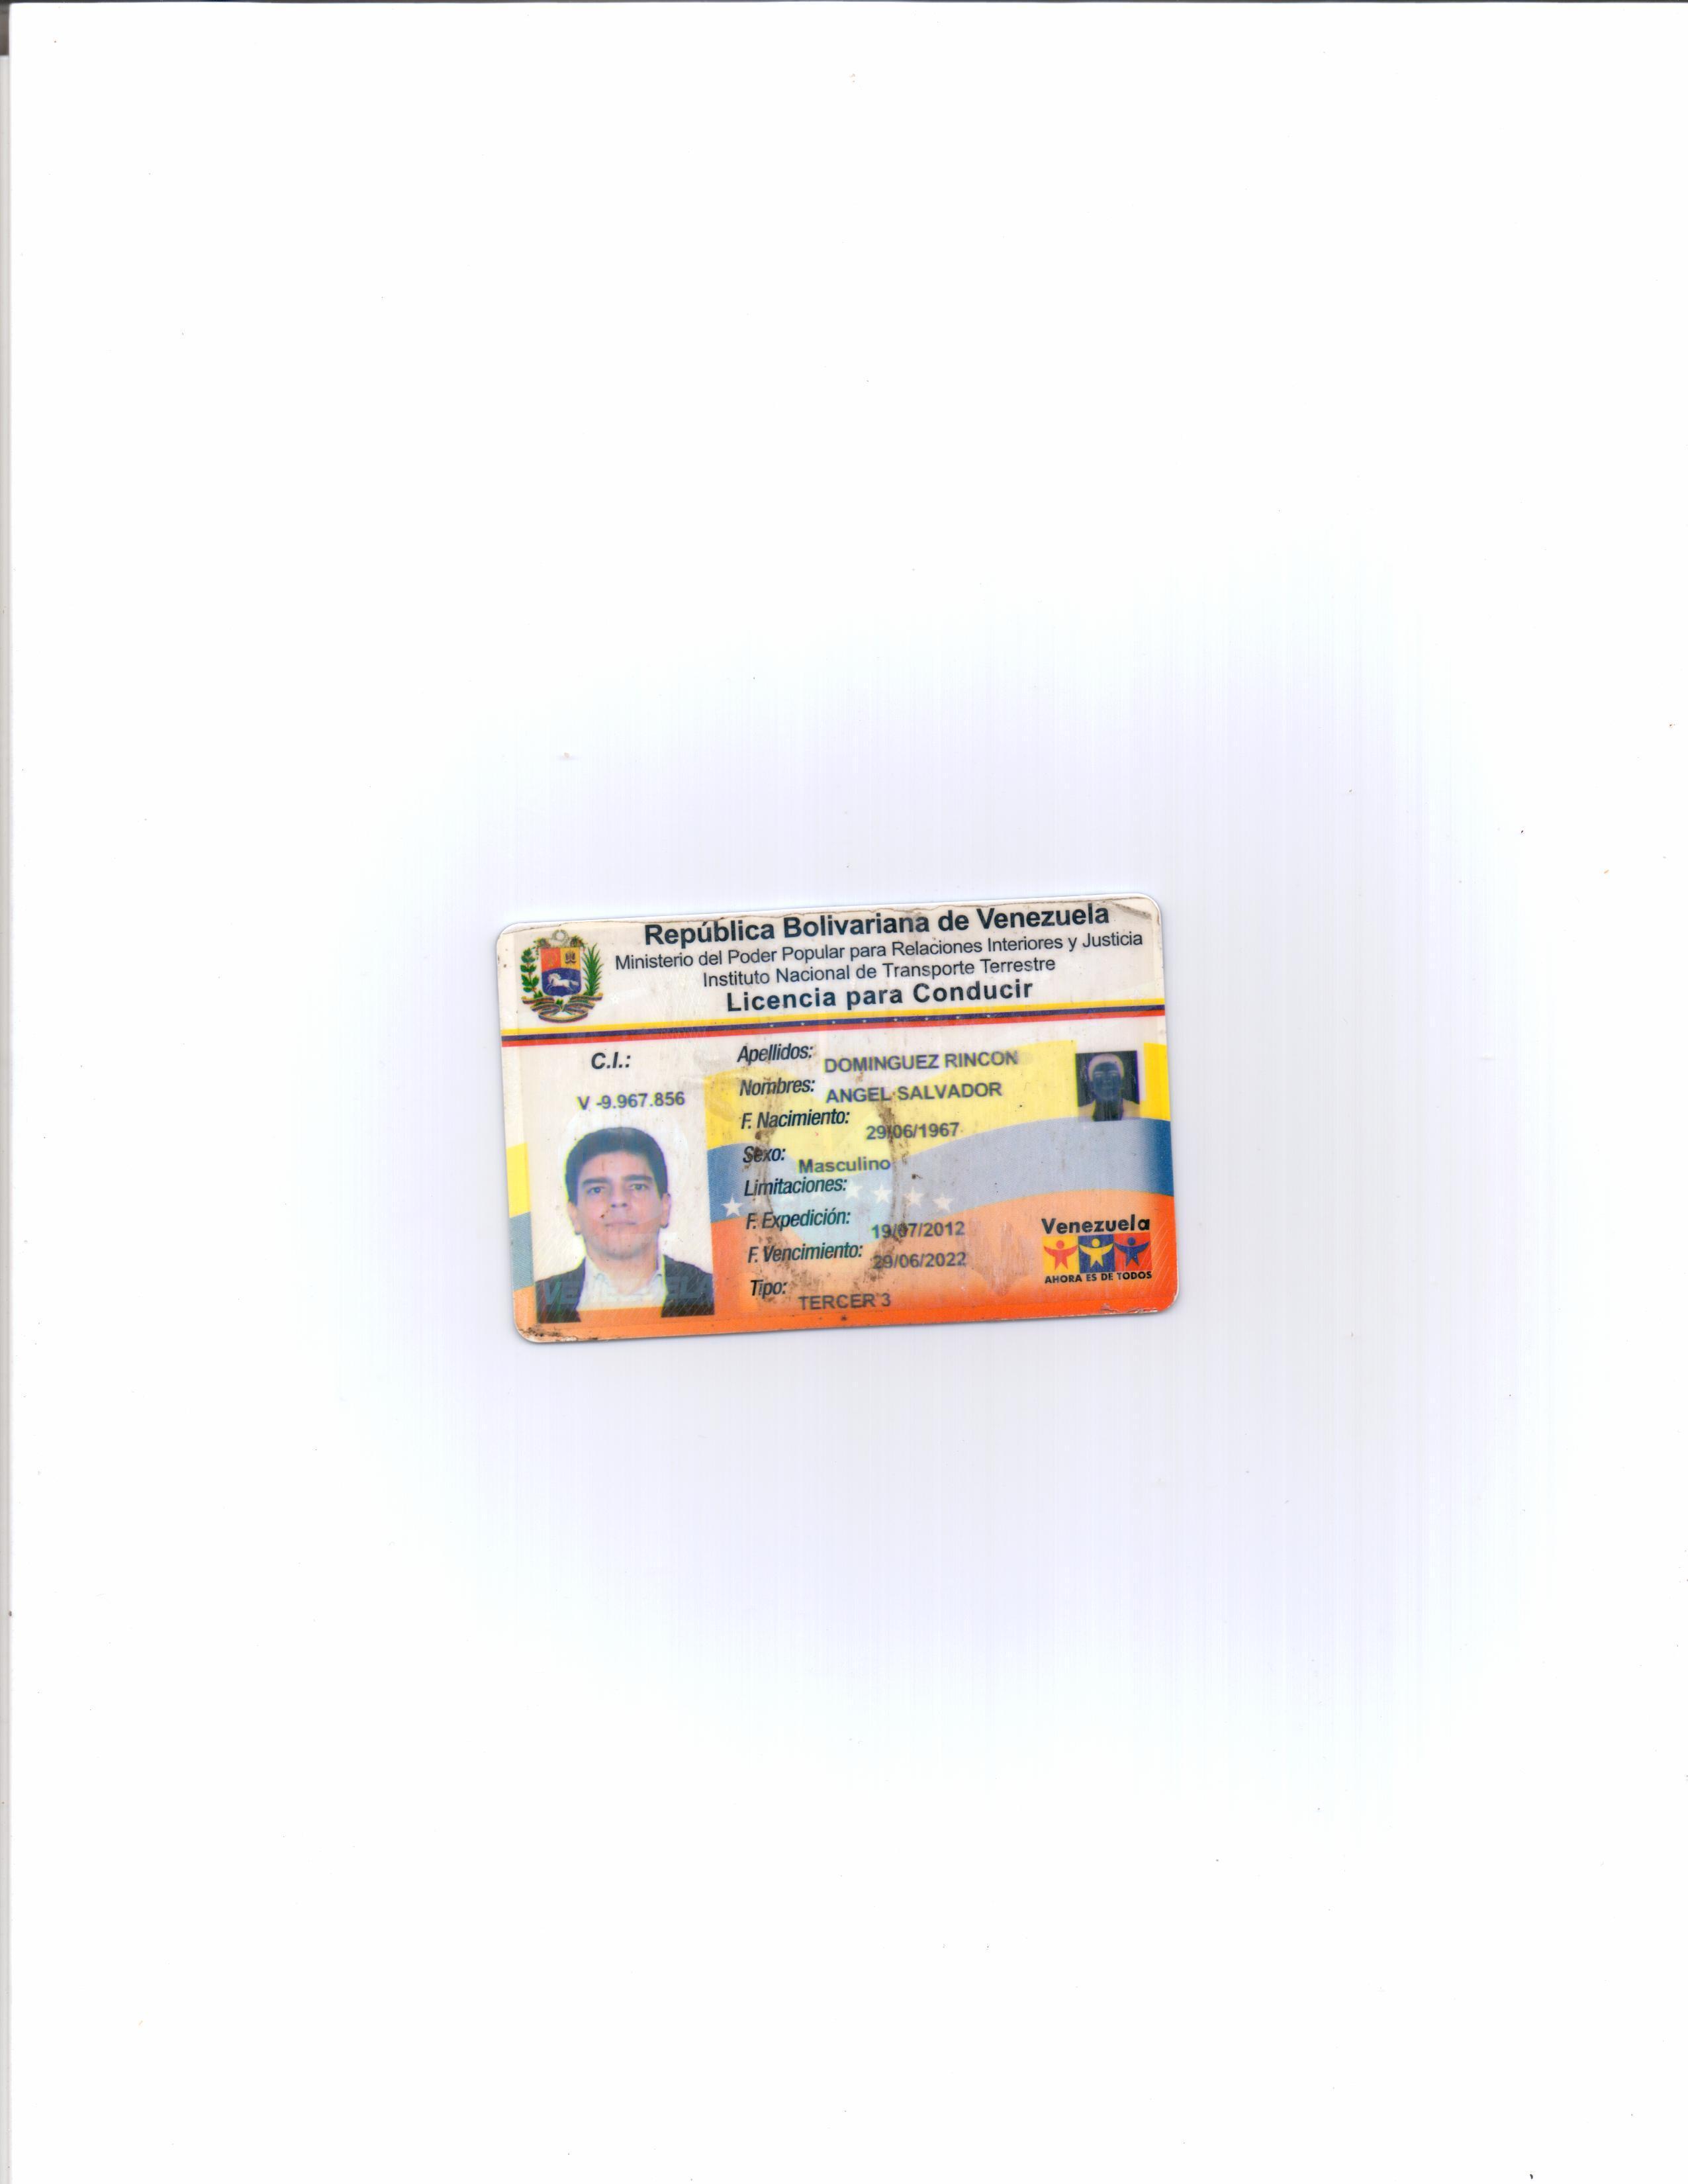 República Bolivariana de Venezuela
Ministerio del Poder Popular para Relaciones Interiores y Justicia
Instituto Nacional de Transporte Terrestre
Licencia para Conducir
C.I.:
V -9.967.856
Apellidos: DOMINGUEZ RINCON
Nombres: ANGEL SALVADOR
F. Nacimiento: 29/06/1967
Sexo: Masculino
Limitaciones:
F. Expedición: 19/07/2012
F. Vencimiento: 29/06/2022
Tipo: TERCER 3
VENEZUELA
Venezuela
AHORA ES DE TODOS